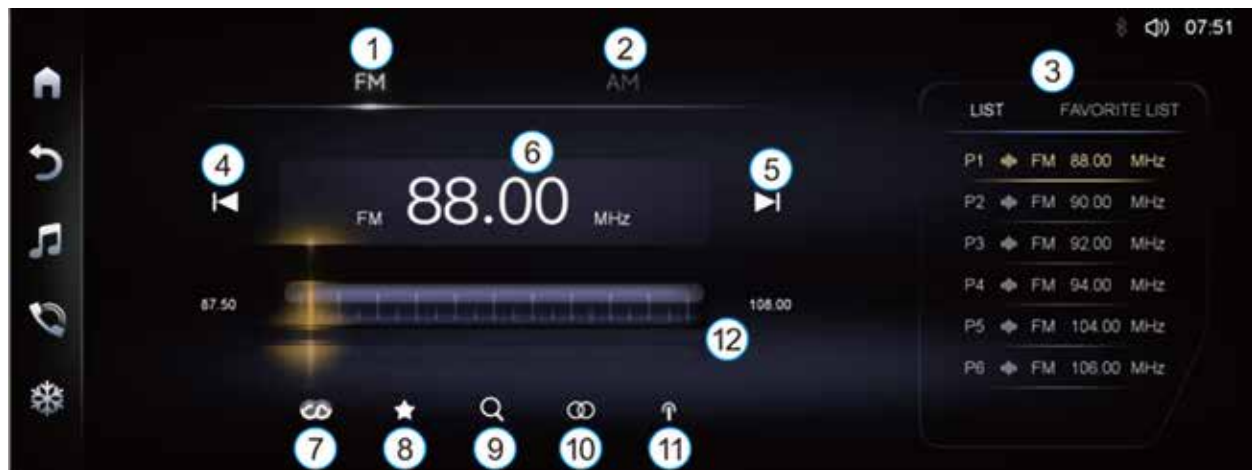 07:51
1 2 3
FM AM
LIST FAVORITE LIST
4 6 5
FM 88.00 MHz
P1 FM 88.00 MHz
P2 FM 90.00 MHz
P3 FM 92.00 MHz
P4 FM 94.00 MHz
P5 FM 104.00 MHz
P6 FM 106.00 MHz
87.50 108.00
12
7 8 9 10 11